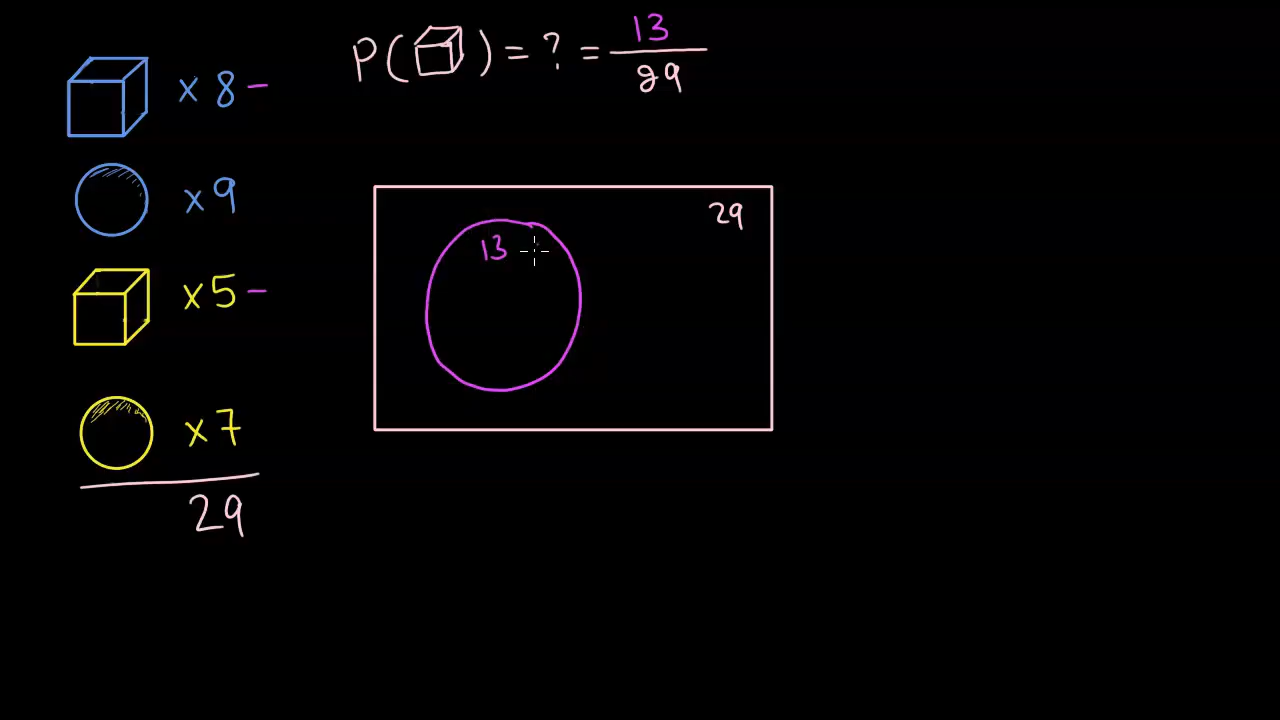 P( ) = ? = 13/29
x 8 -
x 9
x 5 -
x 7
29
29
13